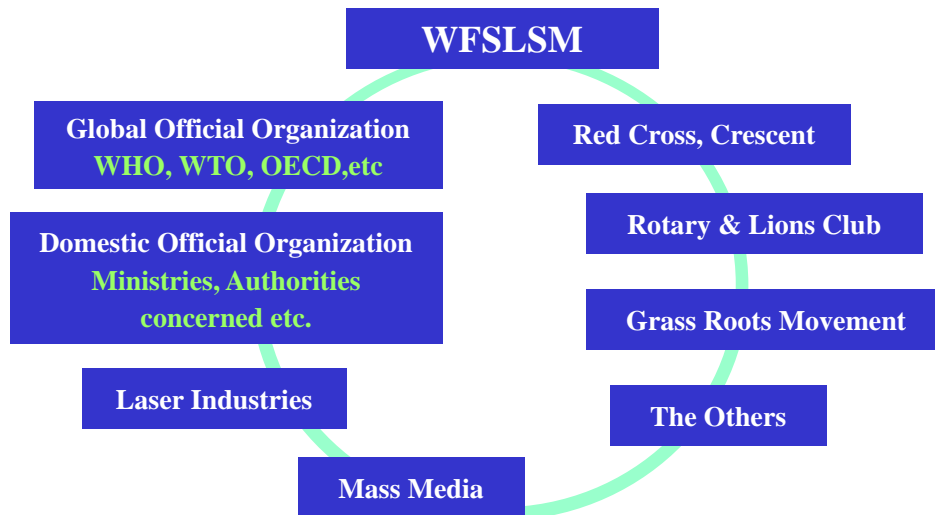 WFSLSM
Global Official Organization
WHO, WTO, OECD,etc
Red Cross, Crescent
Domestic Official Organization
Ministries, Authorities
concerned etc.
Rotary & Lions Club
Grass Roots Movement
Laser Industries
The Others
Mass Media